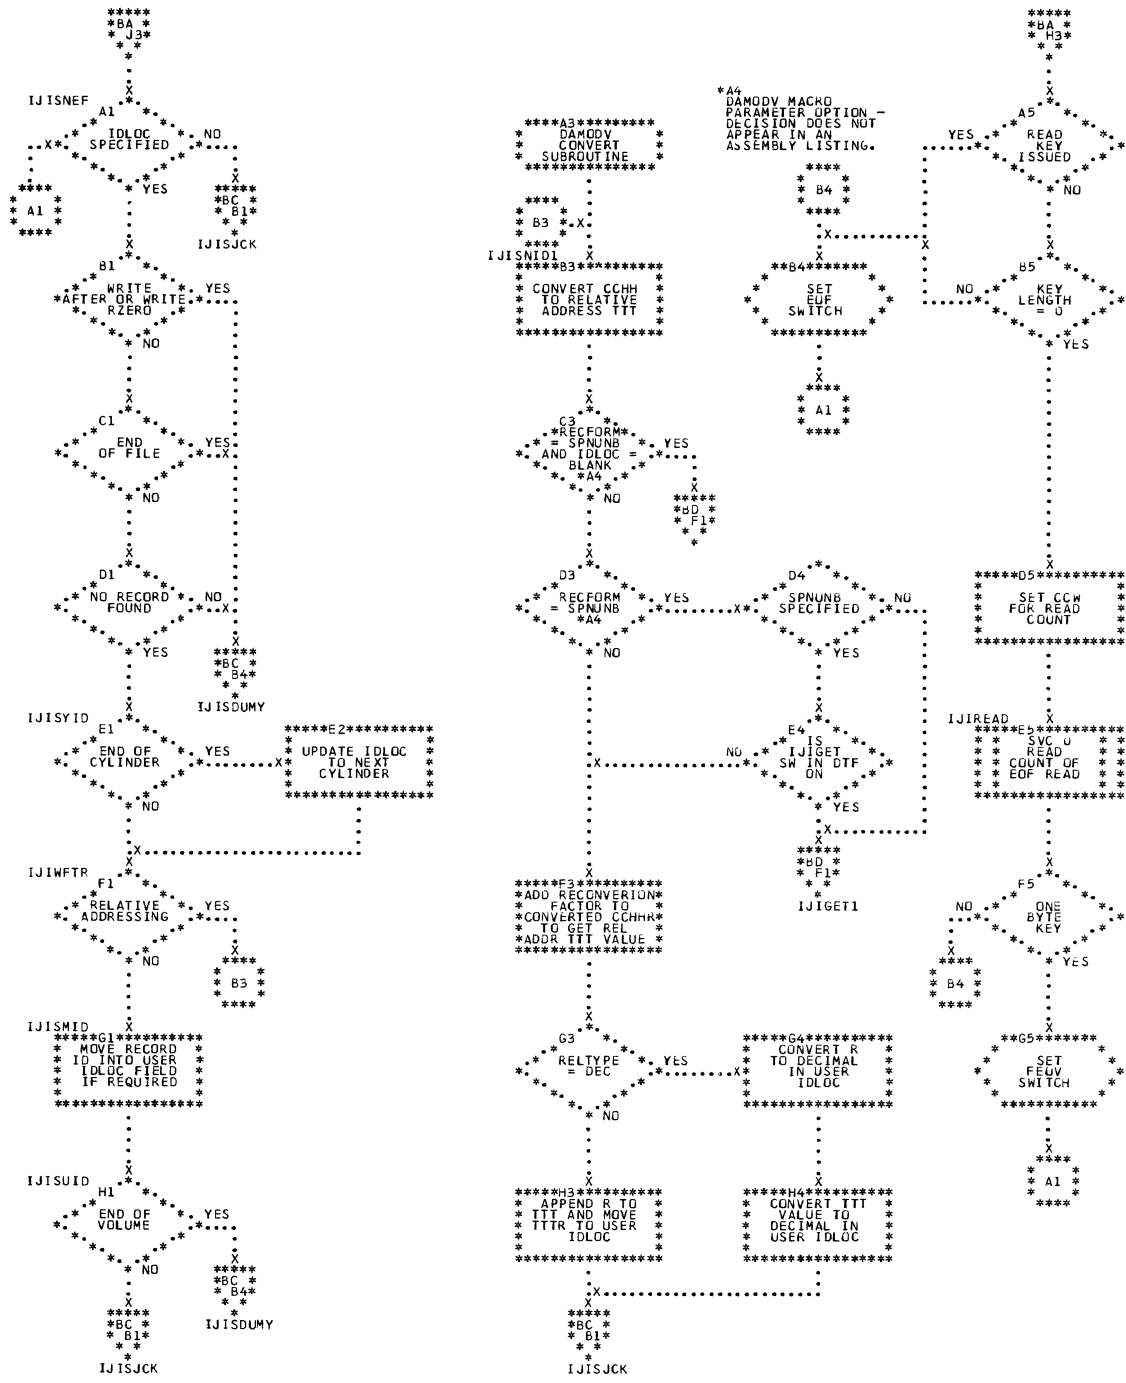 BA
J3
IJISNEF
A1
IDLOC
SPECIFIED
NO
YES
A1
BC
B1
IJISJCK
B1
WRITE
AFTER OR WRITE
RZERO
YES
NO
C1
END
OF FILE
YES
NO
D1
NO RECORD
FOUND
NO
YES
BC
B4
IJISDUMY
IJISYID
E1
END OF
CYLINDER
YES
NO
E2
UPDATE IDLOC
TO NEXT
CYLINDER
IJIWFTR
F1
RELATIVE
ADDRESSING
YES
NO
B3
IJISMID
G1
MOVE RECORD
ID INTO USER
IDLOC FIELD
IF REQUIRED
IJISUID
H1
END OF
VOLUME
YES
NO
BC
B4
IJISDUMY
BC
B1
IJISJCK
A3
DAMODV
CONVERT
SUBROUTINE
B3
IJISNID1
B3
CONVERT CCHH
TO RELATIVE
ADDRESS TTT
C3
RECFORM
= SPNUNB
AND IDLOC =
BLANK
*A4
YES
NO
BD
F1
D3
RECFORM
= SPNUNB
*A4
YES
NO
F3
ADD RECONVERION
FACTOR TO
CONVERTED CCHHR
TO GET REL
ADDR TTT VALUE
G3
RELTYPE
= DEC
YES
NO
H3
APPEND R TO
TTT AND MOVE
TTTR TO USER
IDLOC
BC
B1
IJISJCK
*A4
DAMODV MACRO
PARAMETER OPTION -
DECISION DOES NOT
APPEAR IN AN
ASSEMBLY LISTING.
B4
B4
SET
EOF
SWITCH
A1
D4
SPNUNB
SPECIFIED
NO
YES
E4
IS
IJIGET
SW IN DTF
ON
NO
YES
BD
F1
IJIGET1
G4
CONVERT R
TO DECIMAL
IN USER
IDLOC
H4
CONVERT TTT
VALUE TO
DECIMAL IN
USER IDLOC
BA
H3
A5
READ
KEY
ISSUED
YES
NO
B5
KEY
LENGTH
= 0
NO
YES
D5
SET CCW
FOR READ
COUNT
IJIREAD
E5
SVC 0
READ
COUNT OF
EOF READ
F5
ONE
BYTE
KEY
NO
YES
B4
G5
SET
FEOV
SWITCH
A1